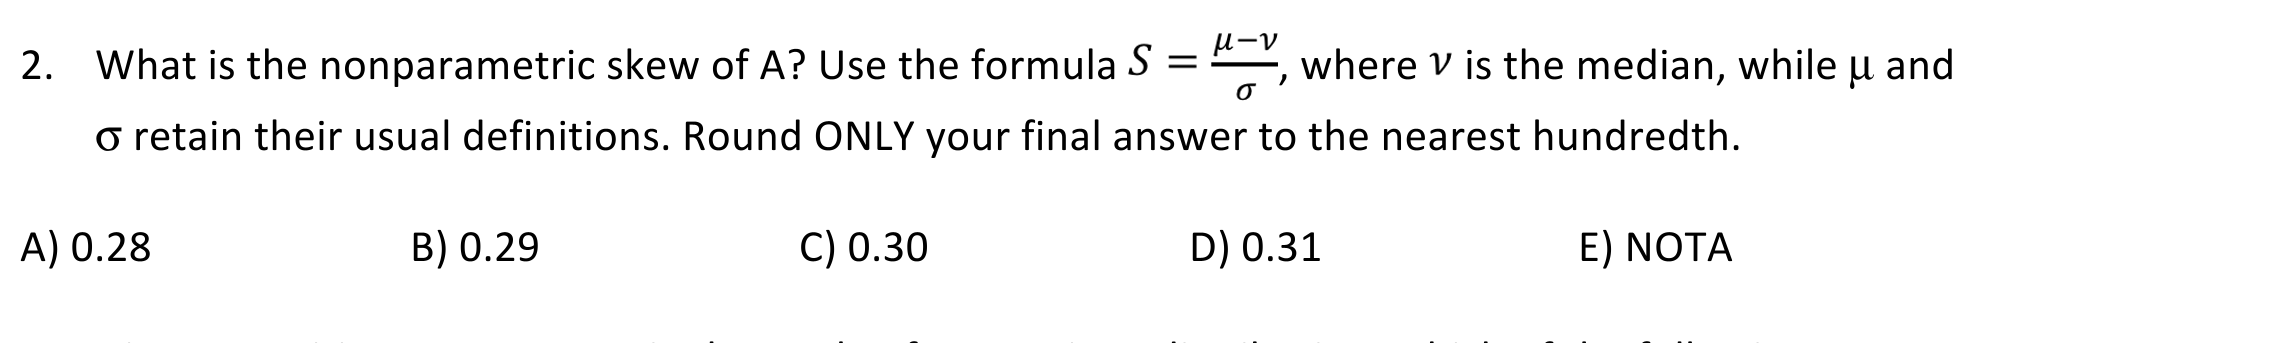 2. What is the nonparametric skew of A? Use the formula S = \frac{μ−ν}{σ}, where ν is the median, while μ and
σ retain their usual definitions. Round ONLY your final answer to the nearest hundredth.
A) 0.28 B) 0.29 C) 0.30 D) 0.31 E) NOTA